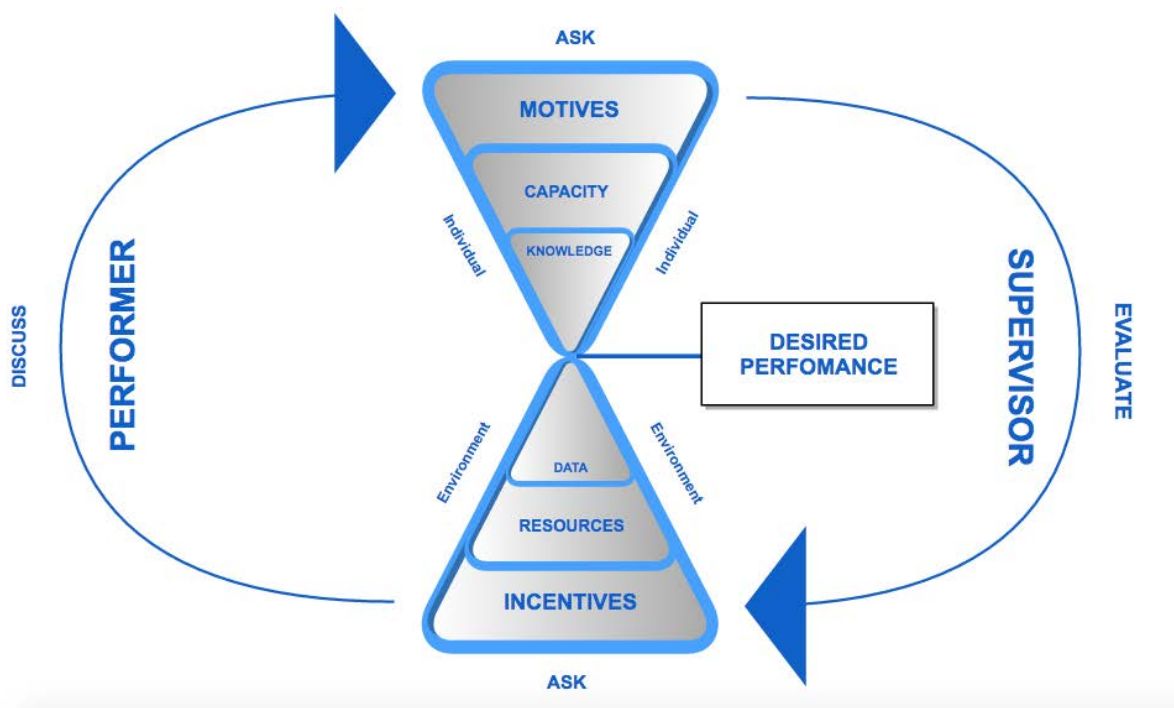 ASK
MOTIVES
CAPACITY
KNOWLEDGE
Individual
Individual
DISCUSS
PERFORMER
DESIRED
PERFOMANCE
SUPERVISOR
EVALUATE
Environment
Environment
DATA
RESOURCES
INCENTIVES
ASK